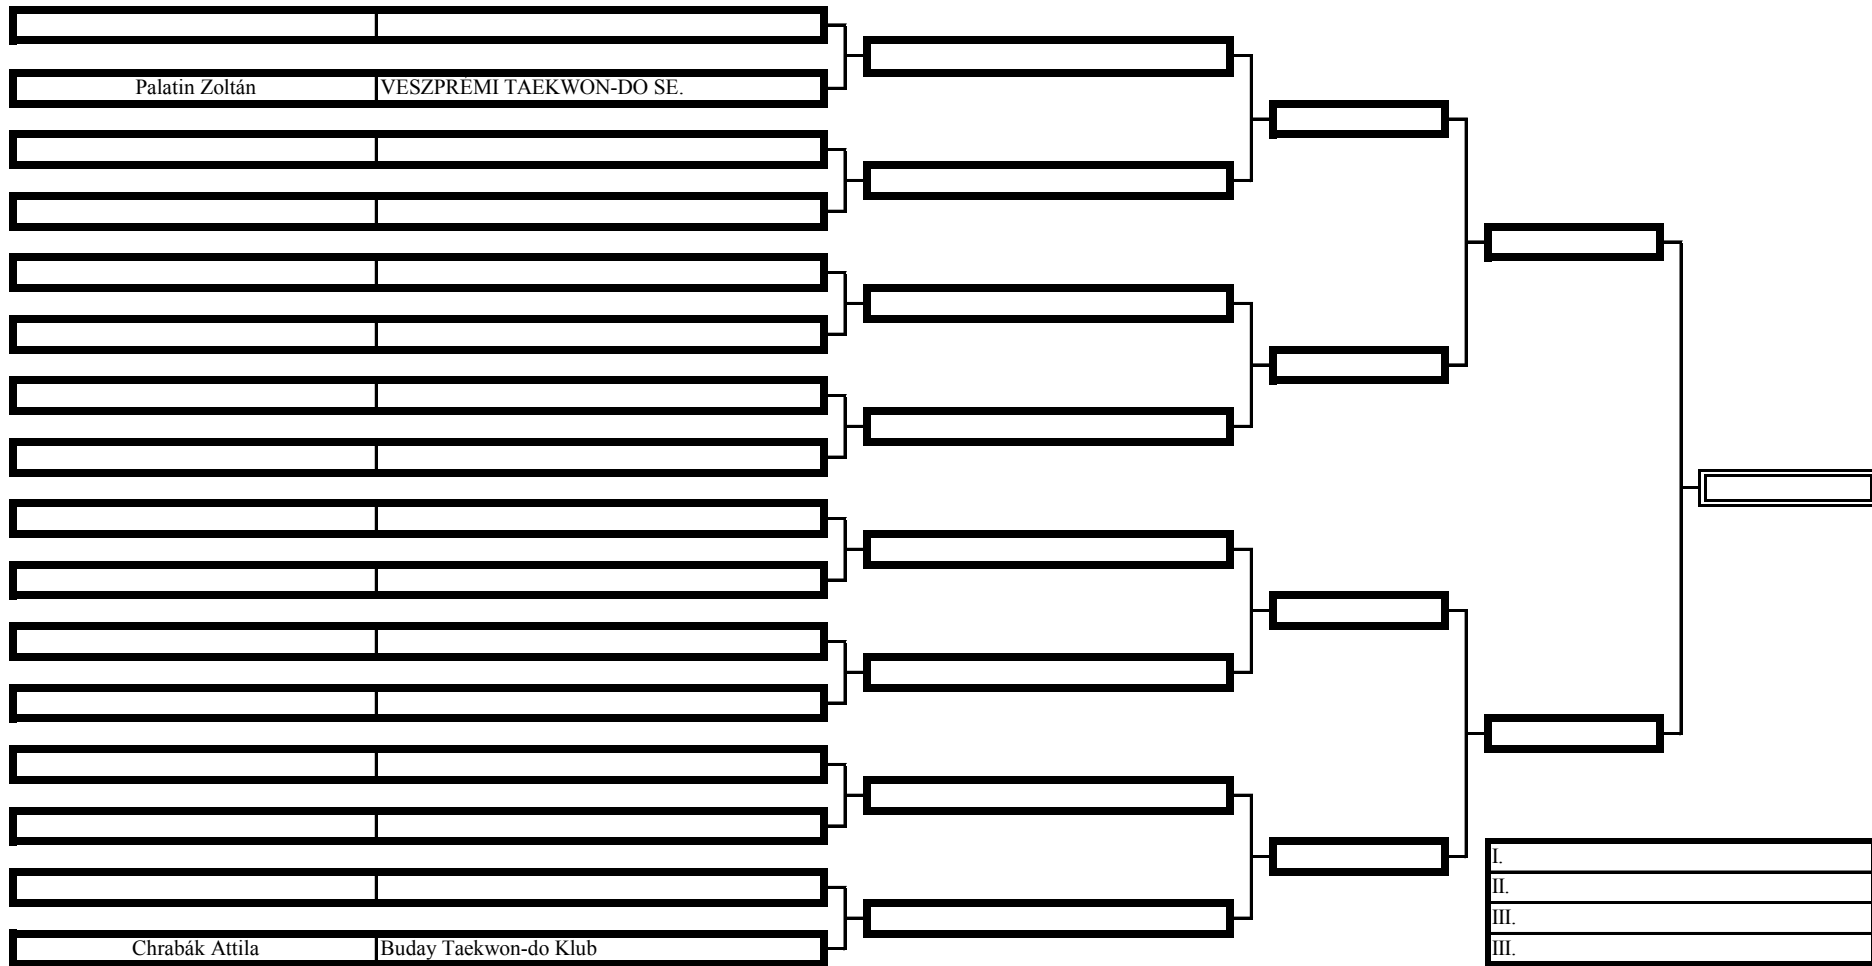 Palatin Zoltán VESZPRÉMI TAEKWON-DO SE.
I.
II.
III.
Chrabák Attila Buday Taekwon-do Klub
III.